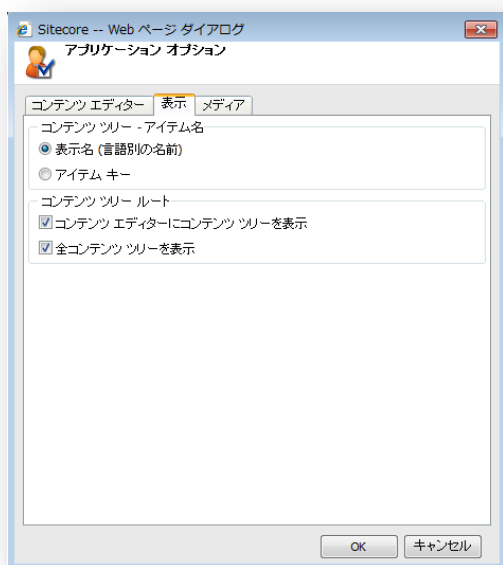 Sitecore -- Web ページ ダイアログ
アプリケーション オプション
コンテンツ エディター 表示 メディア
コンテンツ ツリー - アイテム名
表示名 (言語別の名前)
アイテム キー
コンテンツ ツリー ルート
コンテンツ エディターにコンテンツ ツリーを表示
全コンテンツ ツリーを表示
OK キャンセル